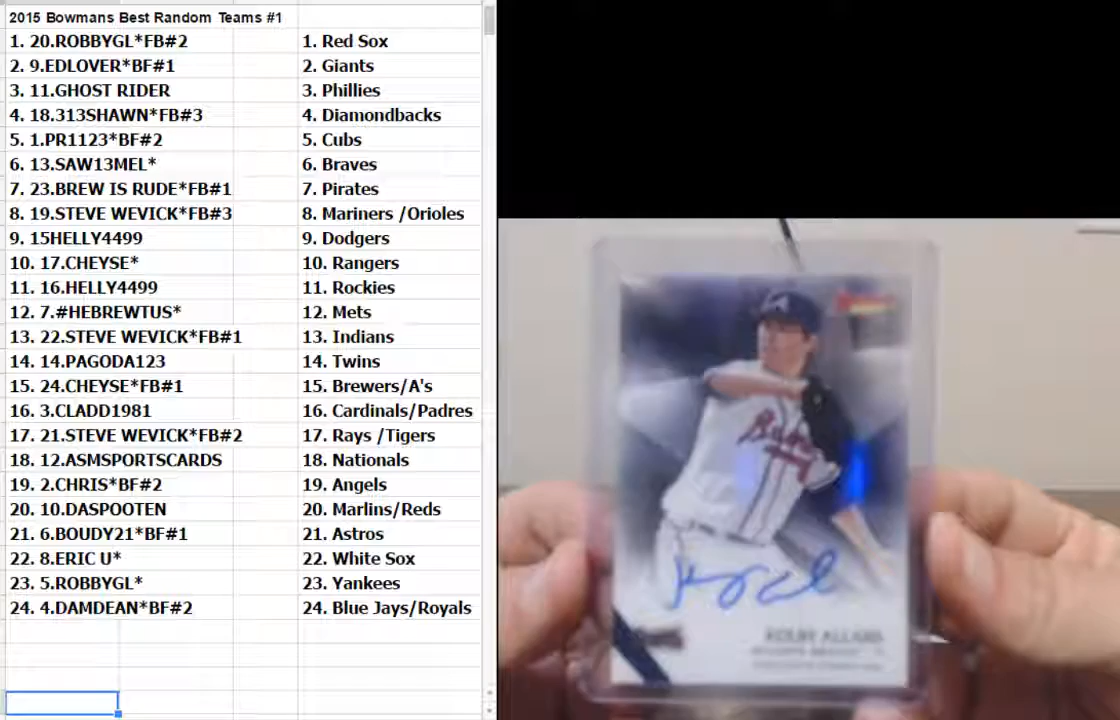 2015 Bowmans Best Random Teams #1
1. 20.ROBBYGL*FB#2 1. Red Sox
2. 9.EDLOVER*BF#1 2. Giants
3. 11.GHOST RIDER 3. Phillies
4. 18.313SHAWN*FB#3 4. Diamondbacks
5. 1.PR1123*BF#2 5. Cubs
6. 13.SAW13MEL* 6. Braves
7. 23.BREW IS RUDE*FB#1 7. Pirates
8. 19.STEVE WEVICK*FB#3 8. Mariners /Orioles
9. 15HELLY4499 9. Dodgers
10. 17.CHEYSE* 10. Rangers
11. 16.HELLY4499 11. Rockies
12. 7.#HEBREWTUS* 12. Mets
13. 22.STEVE WEVICK*FB#1 13. Indians
14. 14.PAGODA123 14. Twins
15. 24.CHEYSE*FB#1 15. Brewers/A's
16. 3.CLADD1981 16. Cardinals/Padres
17. 21.STEVE WEVICK*FB#2 17. Rays /Tigers
18. 12.ASMSPORTSCARDS 18. Nationals
19. 2.CHRIS*BF#2 19. Angels
20. 10.DASPOOTEN 20. Marlins/Reds
21. 6.BOUDY21*BF#1 21. Astros
22. 8.ERIC U* 22. White Sox
23. 5.ROBBYGL* 23. Yankees
24. 4.DAMDEAN*BF#2 24. Blue Jays/Royals
Braves
KOLBY ALLARD